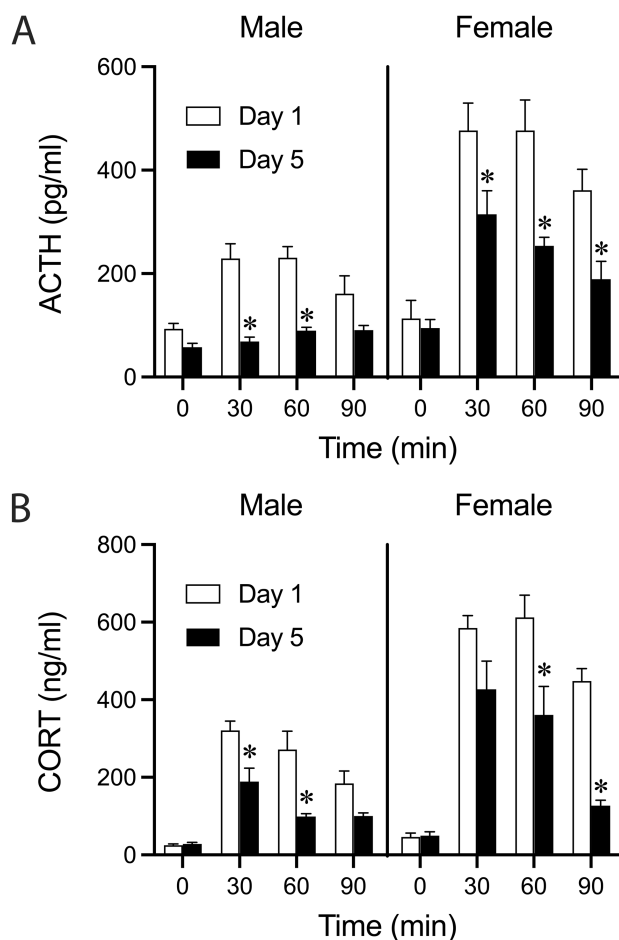 A
Male Female
600
Day 1
Day 5
400
ACTH (pg/ml)
*
*
*
200
*
*
0
0 30 60 90 0 30 60 90
Time (min)
B
Male Female
800
Day 1
Day 5
600
CORT (ng/ml)
*
400
*
200
*
*
0
0 30 60 90 0 30 60 90
Time (min)